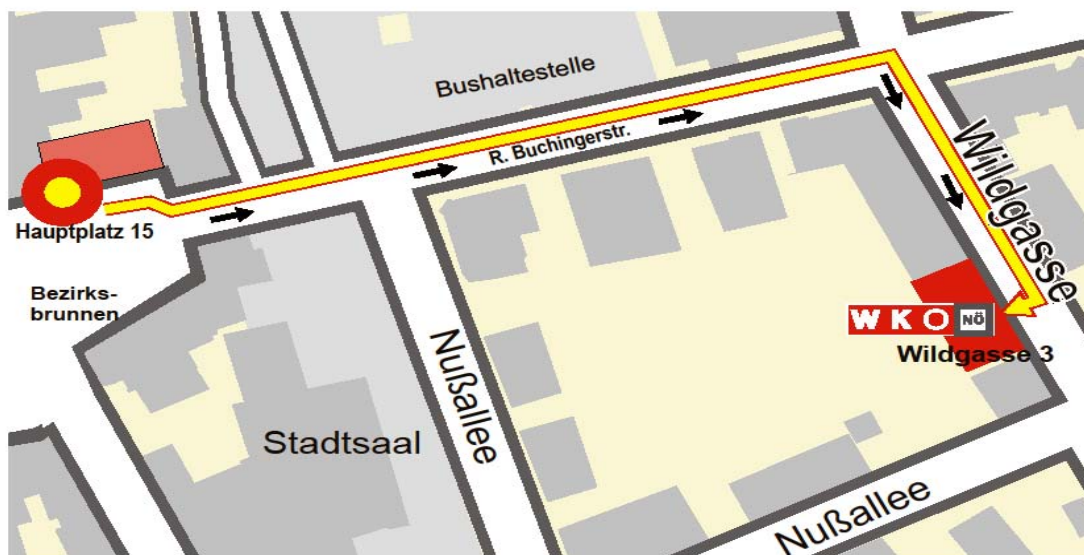 Bushaltestelle
R. Buchingerstr.
Wildgasse
Hauptplatz 15
Bezirks-
brunnen
WKO NÖ
Wildgasse 3
Nußallee
Stadtsaal
Nußallee